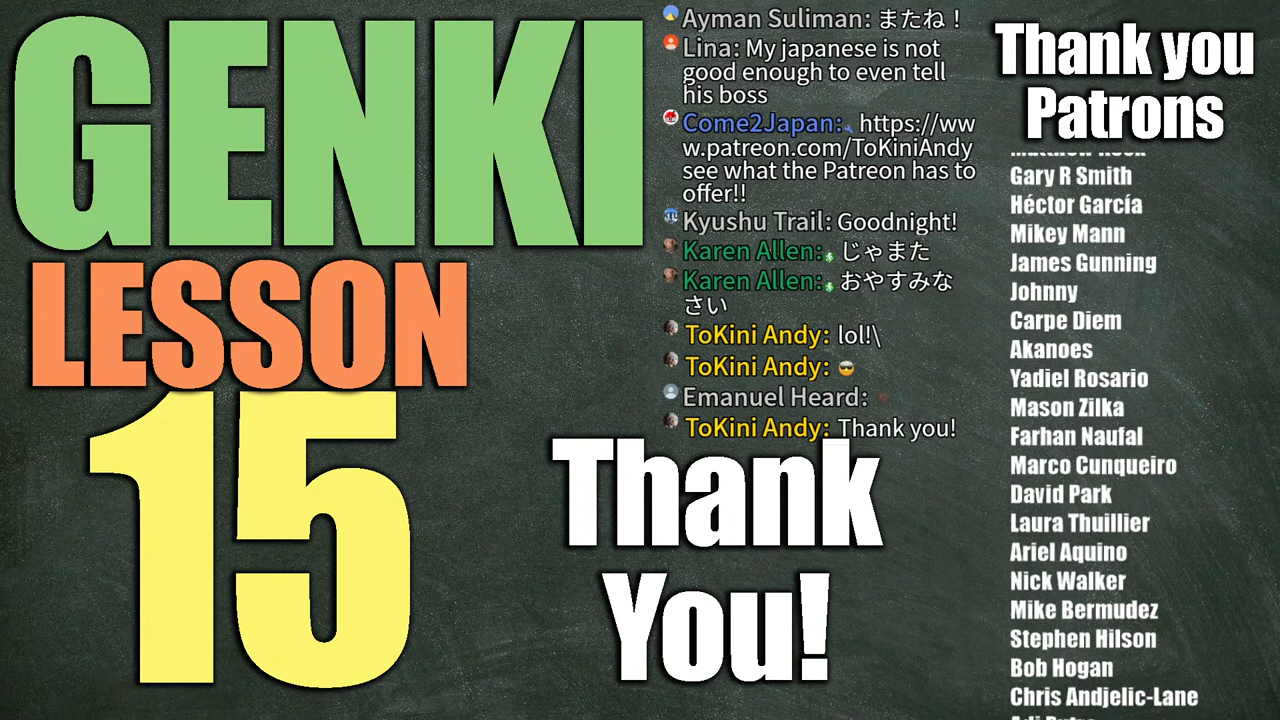 GENKI
LESSON
15
Ayman Suliman: またね！
Lina: My japanese is not
good enough to even tell
his boss
Come2Japan: https://ww
w.patreon.com/ToKiniAndy
see what the Patreon has to
offer!!
Kyushu Trail: Goodnight!
Karen Allen: じゃまた
Karen Allen: おやすみな
さい
ToKini Andy: lol!\
ToKini Andy: 😎
Emanuel Heard:
ToKini Andy: Thank you!
Thank
You!
Thank you
Patrons
Gary R Smith
Héctor García
Mikey Mann
James Gunning
Johnny
Carpe Diem
Akanoes
Yadiel Rosario
Mason Zilka
Farhan Naufal
Marco Cunqueiro
David Park
Laura Thuillier
Ariel Aquino
Nick Walker
Mike Bermudez
Stephen Hilson
Bob Hogan
Chris Andjelic-Lane